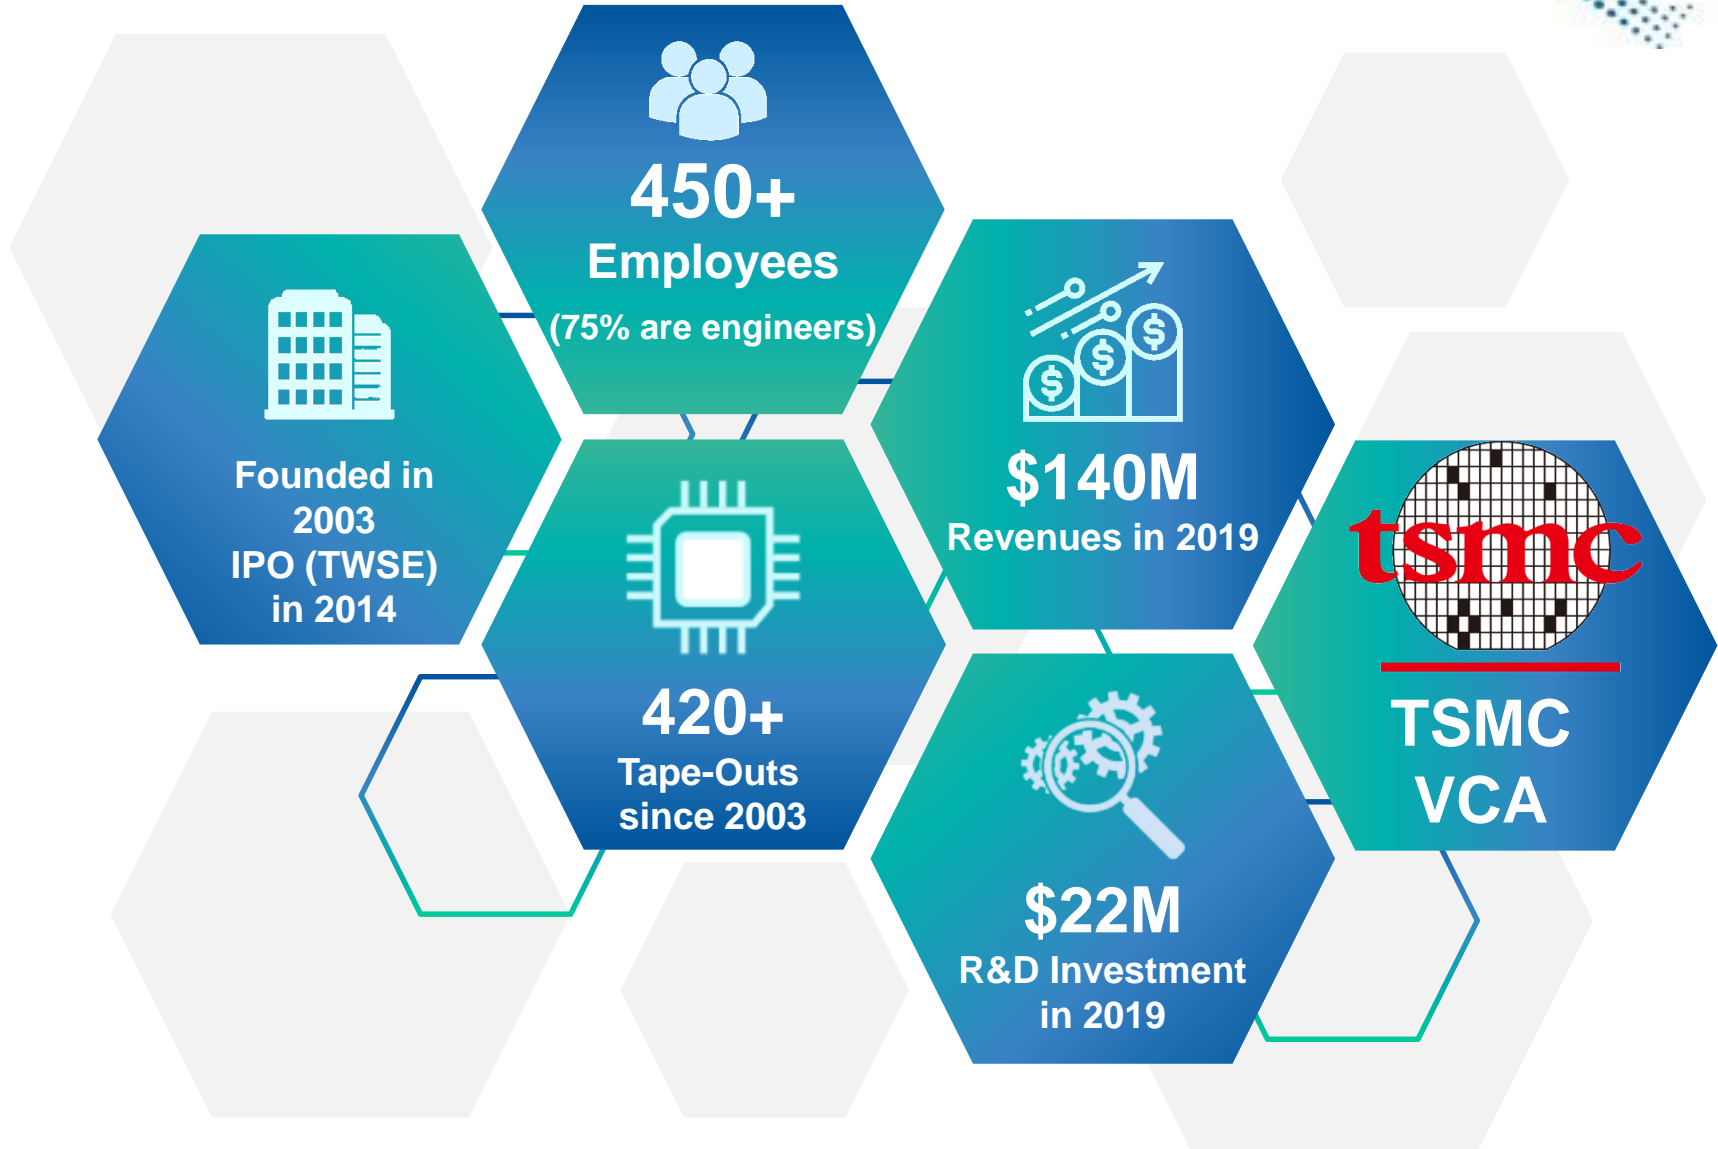 450+
Employees
(75% are engineers)
Founded in
2003
IPO (TWSE)
in 2014
$140M
Revenues in 2019
420+
Tape-Outs
since 2003
tsmc
TSMC
VCA
$22M
R&D Investment
in 2019